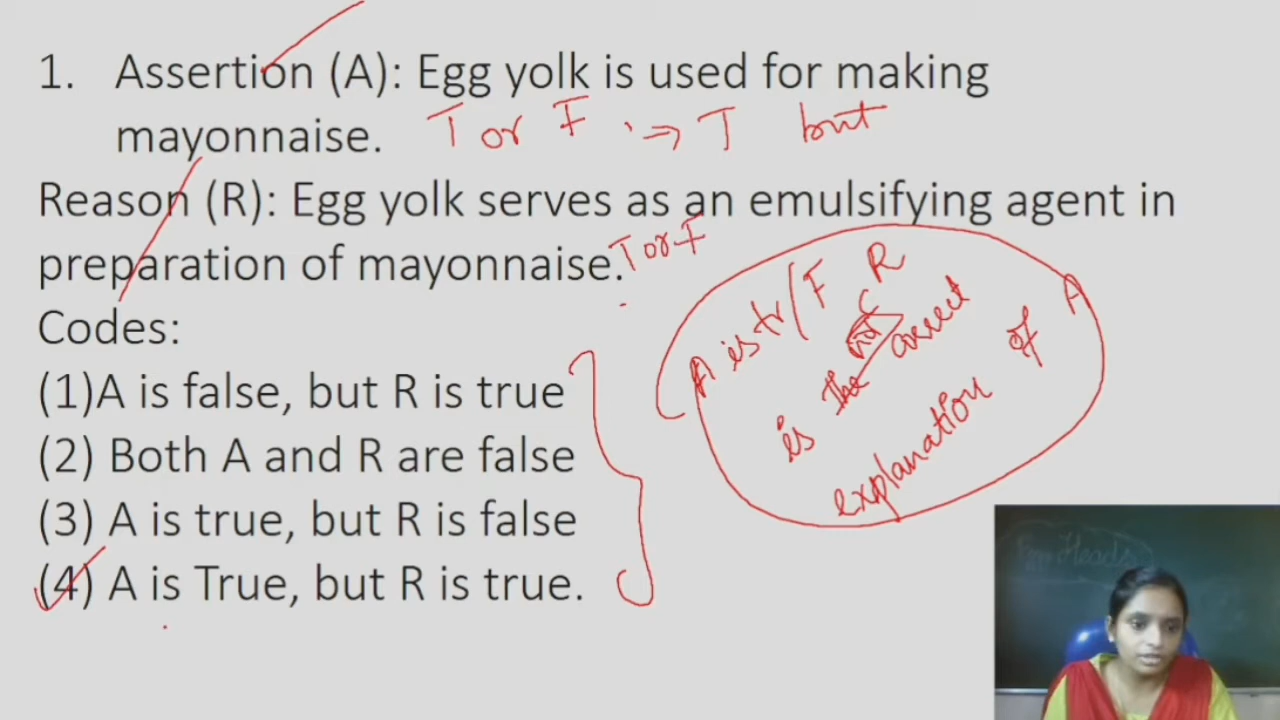 1. Assertion (A): Egg yolk is used for making
mayonnaise. T or F :-> T but
Reason (R): Egg yolk serves as an emulsifying agent in
preparation of mayonnaise. T or F
Codes:
(1)A is false, but R is true
(2) Both A and R are false
(3) A is true, but R is false
(4) A is True, but R is true.
A is tr/F R
is the not correct
explanation of A
Heads